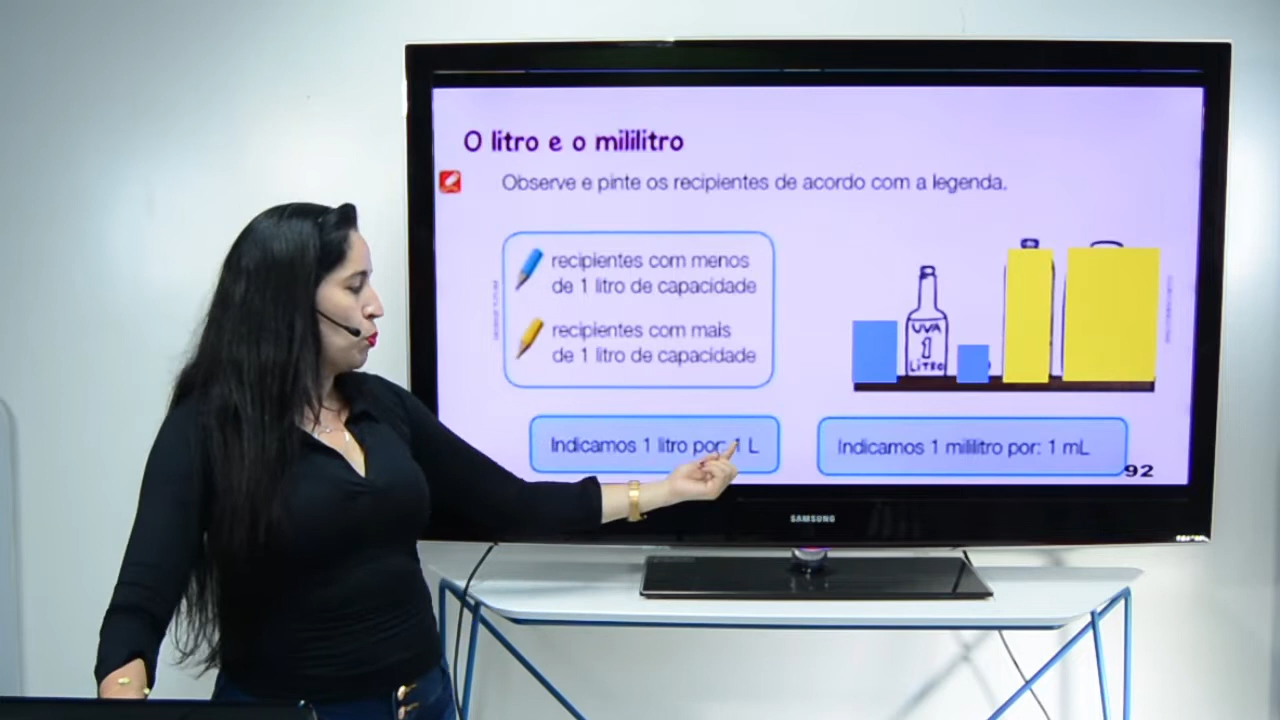 O litro e o mililitro
Observe e pinte os recipientes de acordo com a legenda.
recipientes com menos
de 1 litro de capacidade
recipientes com mais
de 1 litro de capacidade
UVA
1
LITRO
Indicamos 1 litro por: 1 L
Indicamos 1 mililitro por: 1 mL
92
SAMSUNG